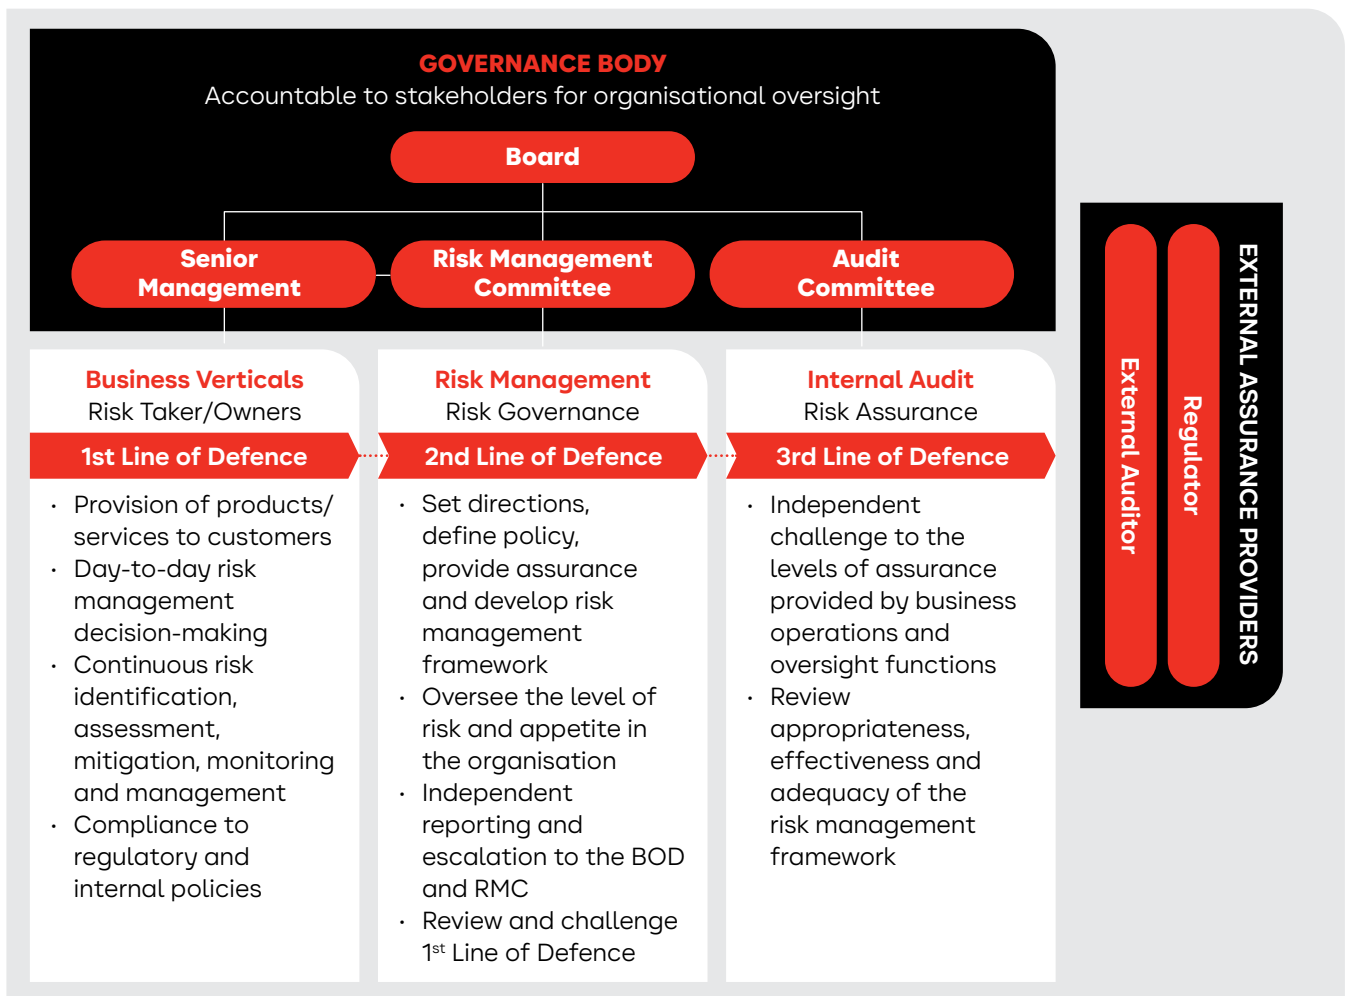 GOVERNANCE BODY
Accountable to stakeholders for organisational oversight
Board
Senior
Management
Risk Management
Committee
Audit
Committee
Business Verticals
Risk Taker/Owners
1st Line of Defence
· Provision of products/
services to customers
· Day-to-day risk
management
decision-making
· Continuous risk
identification,
assessment,
mitigation, monitoring
and management
· Compliance to
regulatory and
internal policies
Risk Management
Risk Governance
2nd Line of Defence
· Set directions,
define policy,
provide assurance
and develop risk
management
framework
· Oversee the level of
risk and appetite in
the organisation
· Independent
reporting and
escalation to the BOD
and RMC
· Review and challenge
1st Line of Defence
Internal Audit
Risk Assurance
3rd Line of Defence
· Independent
challenge to the
levels of assurance
provided by business
operations and
oversight functions
· Review
appropriateness,
effectiveness and
adequacy of the
risk management
framework
EXTERNAL ASSURANCE PROVIDERS
Regulator
External Auditor